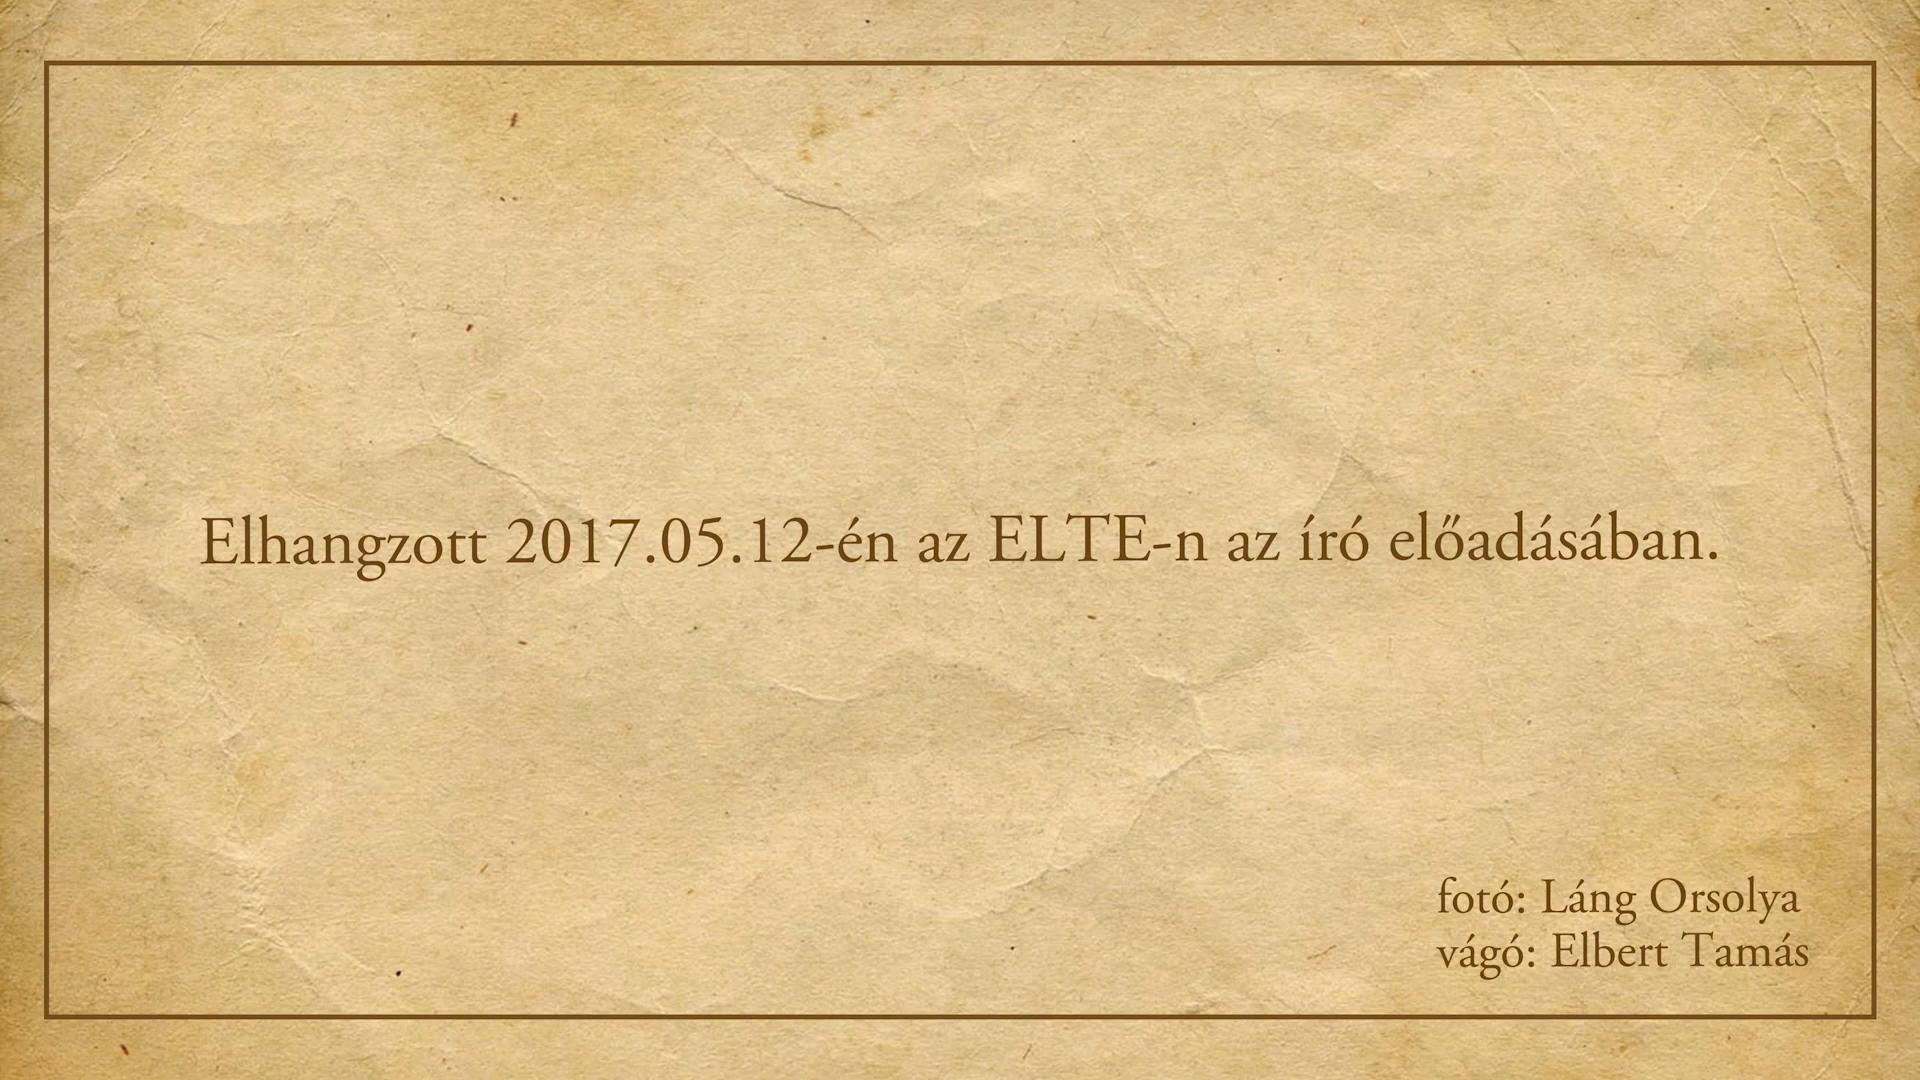 Elhangzott 2017.05.12-én az ELTE-n az író előadásában.
fotó: Láng Orsolya
vágó: Elbert Tamás